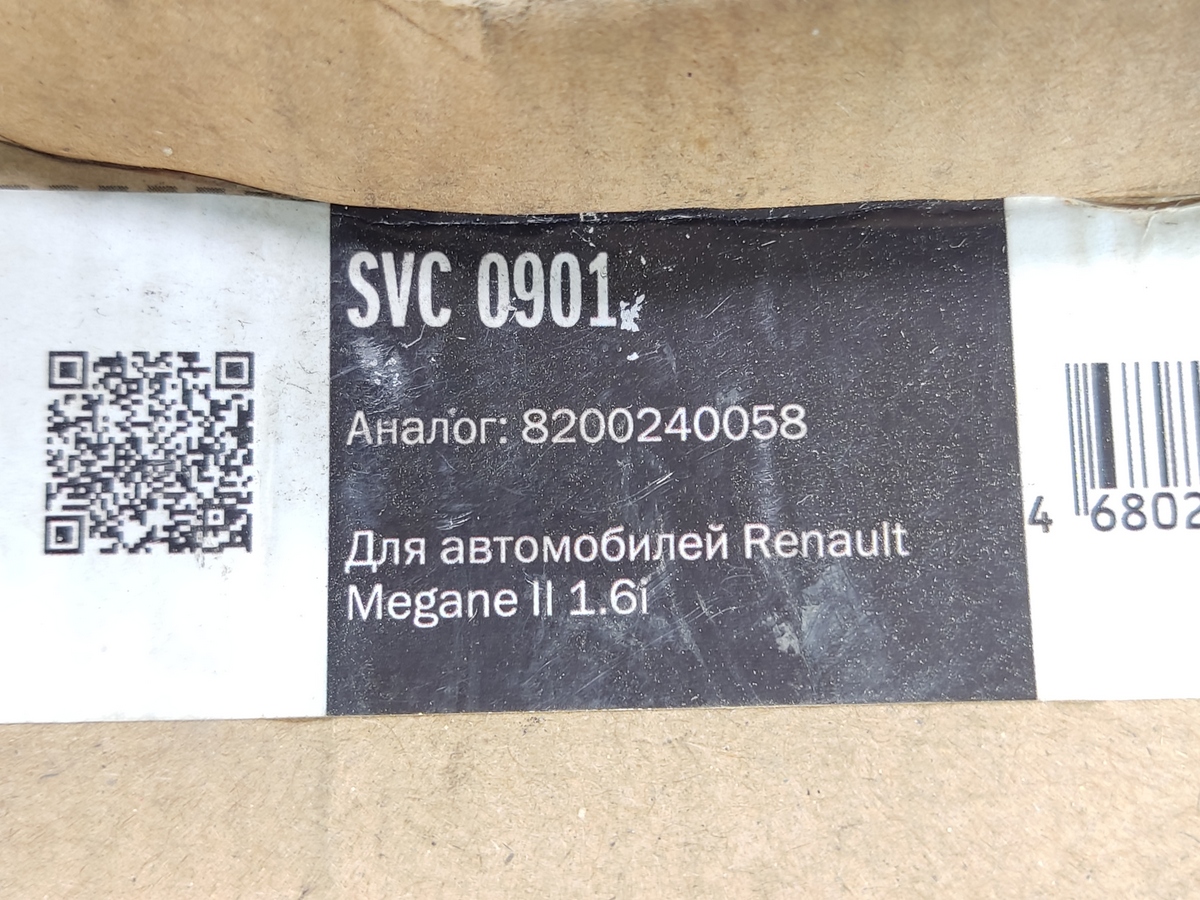 SVC 0901
Аналог: 8200240058
Для автомобилей Renault
Megane II 1.6i
4 6802